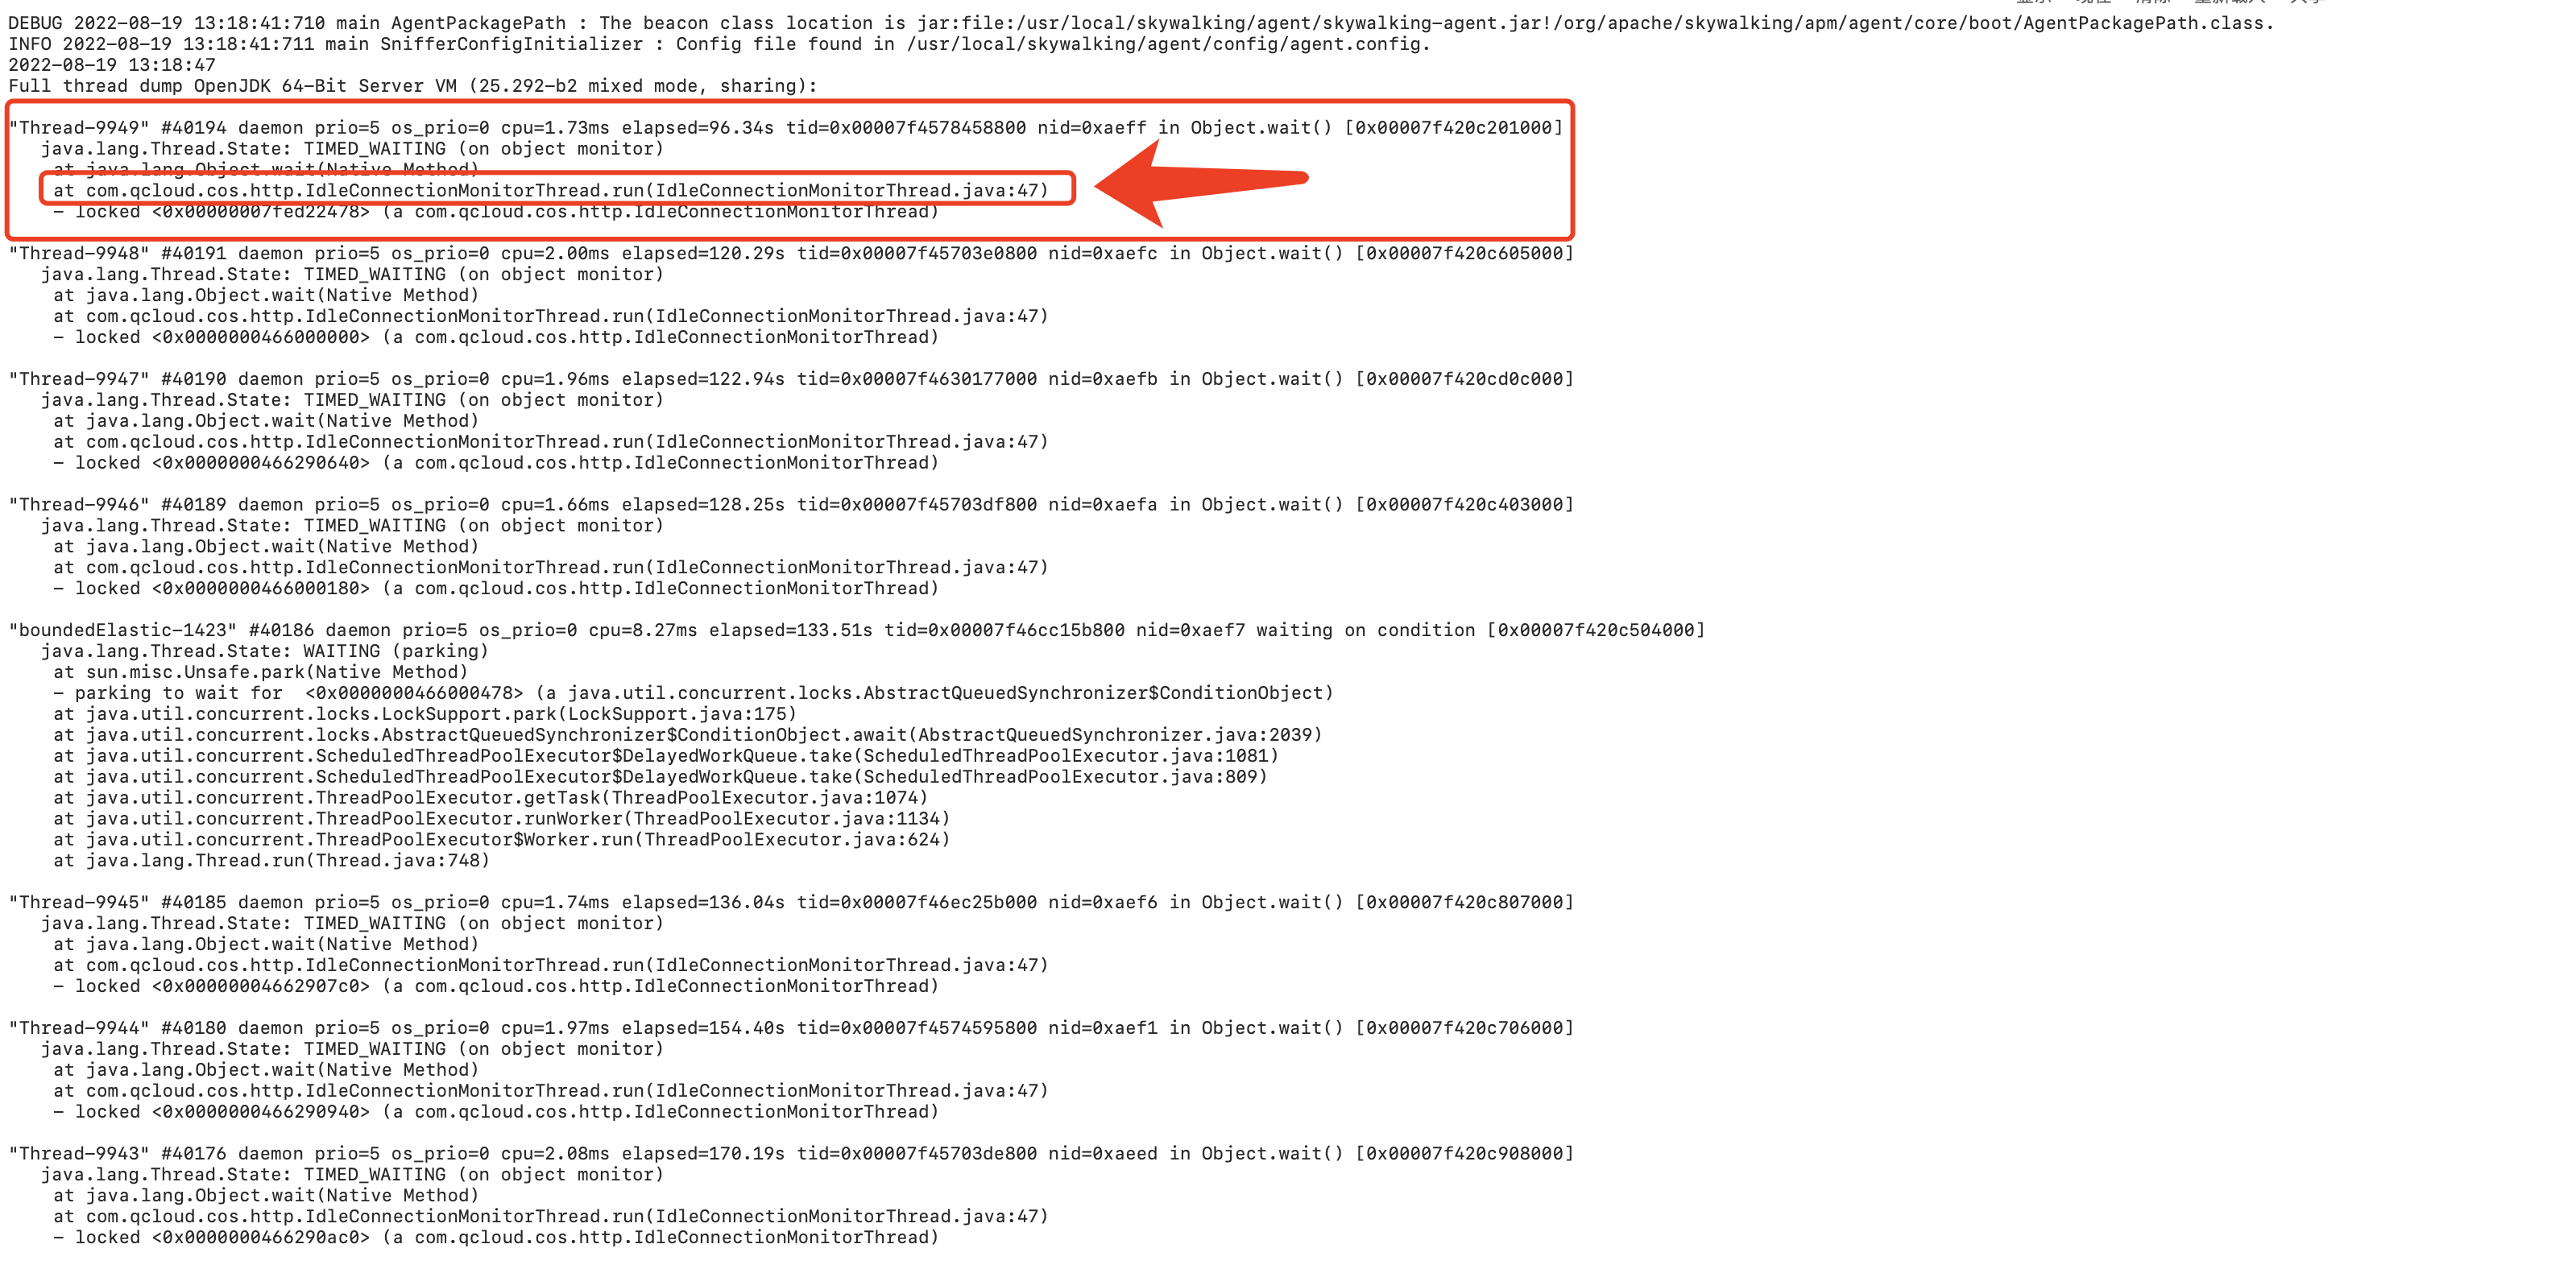 DEBUG 2022-08-19 13:18:41:710 main AgentPackagePath : The beacon class location is jar:file:/usr/local/skywalking/agent/skywalking-agent.jar!/org/apache/skywalking/apm/agent/core/boot/AgentPackagePath.class.
INFO 2022-08-19 13:18:41:711 main SnifferConfigInitializer : Config file found in /usr/local/skywalking/agent/config/agent.config.
2022-08-19 13:18:47
Full thread dump OpenJDK 64-Bit Server VM (25.292-b2 mixed mode, sharing):
"Thread-9949" #40194 daemon prio=5 os_prio=0 cpu=1.73ms elapsed=96.34s tid=0x00007f4578458800 nid=0xaeff in Object.wait() [0x00007f420c201000]
java.lang.Thread.State: TIMED_WAITING (on object monitor)
at java.lang.Object.wait(Native Method)
at com.qcloud.cos.http.IdleConnectionMonitorThread.run(IdleConnectionMonitorThread.java:47)
- locked <0x00000007fed22478> (a com.qcloud.cos.http.IdleConnectionMonitorThread)
"Thread-9948" #40191 daemon prio=5 os_prio=0 cpu=2.00ms elapsed=120.29s tid=0x00007f45703e0800 nid=0xaefc in Object.wait() [0x00007f420c605000]
java.lang.Thread.State: TIMED_WAITING (on object monitor)
at java.lang.Object.wait(Native Method)
at com.qcloud.cos.http.IdleConnectionMonitorThread.run(IdleConnectionMonitorThread.java:47)
- locked <0x0000000466000000> (a com.qcloud.cos.http.IdleConnectionMonitorThread)
"Thread-9947" #40190 daemon prio=5 os_prio=0 cpu=1.96ms elapsed=122.94s tid=0x00007f4630177000 nid=0xaefb in Object.wait() [0x00007f420cd0c000]
java.lang.Thread.State: TIMED_WAITING (on object monitor)
at java.lang.Object.wait(Native Method)
at com.qcloud.cos.http.IdleConnectionMonitorThread.run(IdleConnectionMonitorThread.java:47)
- locked <0x0000000466290640> (a com.qcloud.cos.http.IdleConnectionMonitorThread)
"Thread-9946" #40189 daemon prio=5 os_prio=0 cpu=1.66ms elapsed=128.25s tid=0x00007f45703df800 nid=0xaefa in Object.wait() [0x00007f420c403000]
java.lang.Thread.State: TIMED_WAITING (on object monitor)
at java.lang.Object.wait(Native Method)
at com.qcloud.cos.http.IdleConnectionMonitorThread.run(IdleConnectionMonitorThread.java:47)
- locked <0x0000000466000180> (a com.qcloud.cos.http.IdleConnectionMonitorThread)
"boundedElastic-1423" #40186 daemon prio=5 os_prio=0 cpu=8.27ms elapsed=133.51s tid=0x00007f46cc15b800 nid=0xaef7 waiting on condition [0x00007f420c504000]
java.lang.Thread.State: WAITING (parking)
at sun.misc.Unsafe.park(Native Method)
- parking to wait for  <0x0000000466000478> (a java.util.concurrent.locks.AbstractQueuedSynchronizer$ConditionObject)
at java.util.concurrent.locks.LockSupport.park(LockSupport.java:175)
at java.util.concurrent.locks.AbstractQueuedSynchronizer$ConditionObject.await(AbstractQueuedSynchronizer.java:2039)
at java.util.concurrent.ScheduledThreadPoolExecutor$DelayedWorkQueue.take(ScheduledThreadPoolExecutor.java:1081)
at java.util.concurrent.ScheduledThreadPoolExecutor$DelayedWorkQueue.take(ScheduledThreadPoolExecutor.java:809)
at java.util.concurrent.ThreadPoolExecutor.getTask(ThreadPoolExecutor.java:1074)
at java.util.concurrent.ThreadPoolExecutor.runWorker(ThreadPoolExecutor.java:1134)
at java.util.concurrent.ThreadPoolExecutor$Worker.run(ThreadPoolExecutor.java:624)
at java.lang.Thread.run(Thread.java:748)
"Thread-9945" #40185 daemon prio=5 os_prio=0 cpu=1.74ms elapsed=136.04s tid=0x00007f46ec25b000 nid=0xaef6 in Object.wait() [0x00007f420c807000]
java.lang.Thread.State: TIMED_WAITING (on object monitor)
at java.lang.Object.wait(Native Method)
at com.qcloud.cos.http.IdleConnectionMonitorThread.run(IdleConnectionMonitorThread.java:47)
- locked <0x00000004662907c0> (a com.qcloud.cos.http.IdleConnectionMonitorThread)
"Thread-9944" #40180 daemon prio=5 os_prio=0 cpu=1.97ms elapsed=154.40s tid=0x00007f4574595800 nid=0xaef1 in Object.wait() [0x00007f420c706000]
java.lang.Thread.State: TIMED_WAITING (on object monitor)
at java.lang.Object.wait(Native Method)
at com.qcloud.cos.http.IdleConnectionMonitorThread.run(IdleConnectionMonitorThread.java:47)
- locked <0x0000000466290940> (a com.qcloud.cos.http.IdleConnectionMonitorThread)
"Thread-9943" #40176 daemon prio=5 os_prio=0 cpu=2.08ms elapsed=170.19s tid=0x00007f45703de800 nid=0xaeed in Object.wait() [0x00007f420c908000]
java.lang.Thread.State: TIMED_WAITING (on object monitor)
at java.lang.Object.wait(Native Method)
at com.qcloud.cos.http.IdleConnectionMonitorThread.run(IdleConnectionMonitorThread.java:47)
- locked <0x0000000466290ac0> (a com.qcloud.cos.http.IdleConnectionMonitorThread)